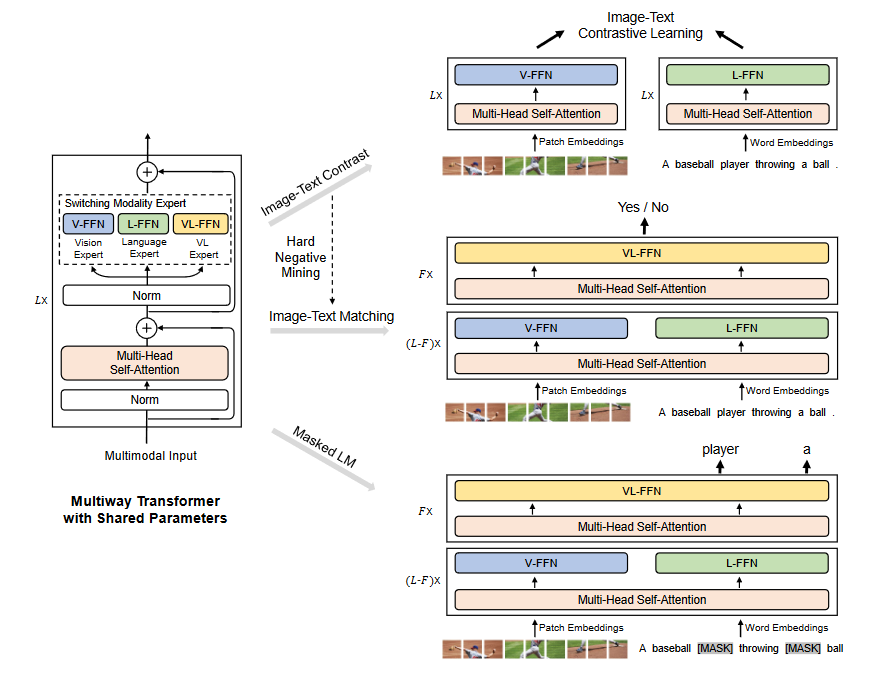 Switching Modality Expert
V-FFN L-FFN VL-FFN
Vision Expert
Language Expert
VL Expert
Norm
Lx
Multi-Head
Self-Attention
Norm
Multimodal Input
Multiway Transformer
with Shared Parameters
Image-Text Contrast
Hard
Negative
Mining
Image-Text Matching
Masked LM
Image-Text
Contrastive Learning
Lx
V-FFN
Multi-Head Self-Attention
Patch Embeddings
Lx
L-FFN
Multi-Head Self-Attention
Word Embeddings
A baseball player throwing a ball .
Yes / No
Fx
VL-FFN
Multi-Head Self-Attention
(L-F)x
V-FFN L-FFN
Multi-Head Self-Attention
Patch Embeddings Word Embeddings
A baseball player throwing a ball .
player a
Fx
VL-FFN
Multi-Head Self-Attention
(L-F)x
V-FFN L-FFN
Multi-Head Self-Attention
Patch Embeddings Word Embeddings
A baseball [MASK] throwing [MASK] ball